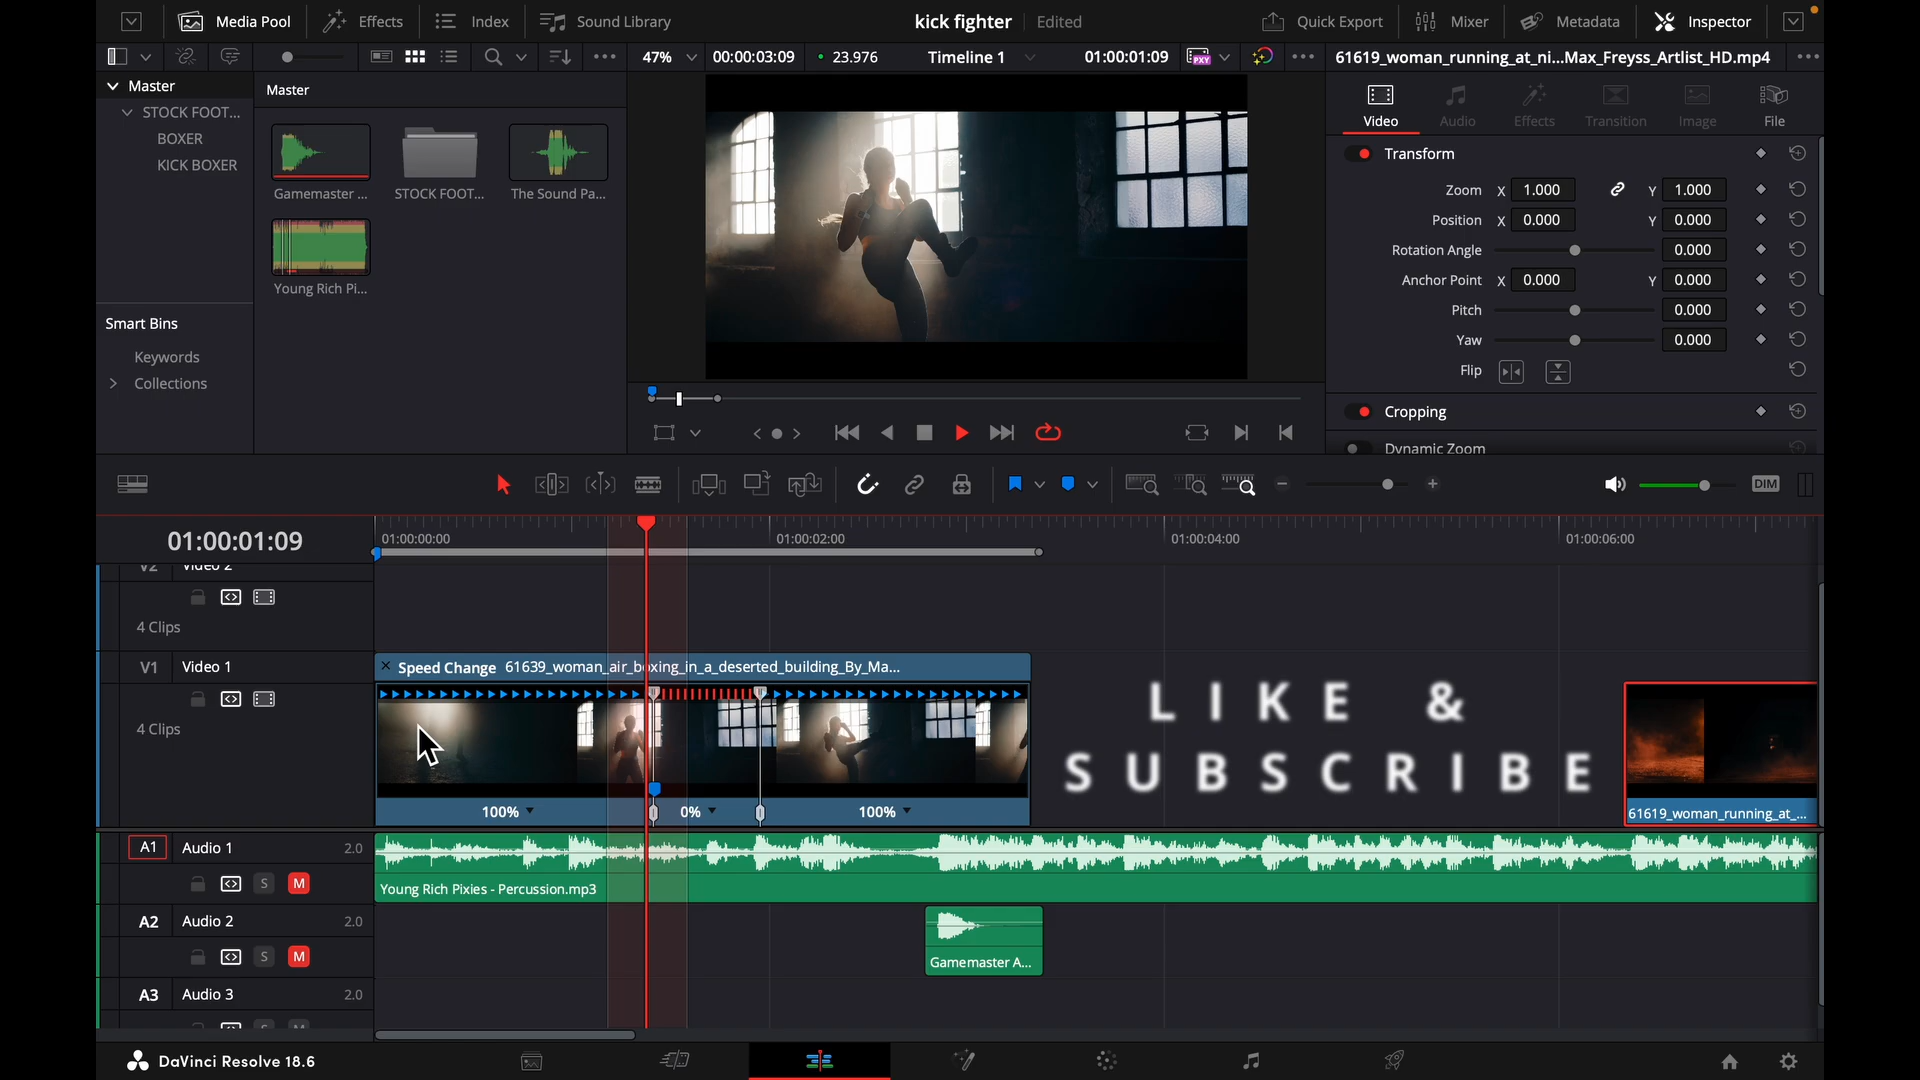 Media Pool
Effects
Index
Sound Library
kick fighter
Edited
Quick Export
Mixer
Metadata
Inspector
47%
00:00:03:09
23.976
Timeline 1
01:00:01:09
PXY
61619_woman_running_at_ni...Max_Freyss_Artlist_HD.mp4
Master
STOCK FOOT...
BOXER
KICK BOXER
Smart Bins
Keywords
Collections
Master
Gamemaster ...
STOCK FOOT...
The Sound Pa...
Young Rich Pi...
Video
Audio
Effects
Transition
Image
File
Transform
Zoom X 1.000 Y 1.000
Position X 0.000 Y 0.000
Rotation Angle 0.000
Anchor Point X 0.000 Y 0.000
Pitch 0.000
Yaw 0.000
Flip
Cropping
Dynamic Zoom
DIM
01:00:01:09
01:00:00:00
01:00:02:00
01:00:04:00
01:00:06:00
V2 Video 2
4 Clips
V1 Video 1
4 Clips
Speed Change 61639_woman_air_boxing_in_a_deserted_building_By_Ma...
100%
0%
100%
LIKE &
SUBSCRIBE
61619_woman_running_at_...
A1 Audio 1 2.0
S M
Young Rich Pixies - Percussion.mp3
A2 Audio 2 2.0
S M
Gamemaster A...
A3 Audio 3 2.0
S M
DaVinci Resolve 18.6